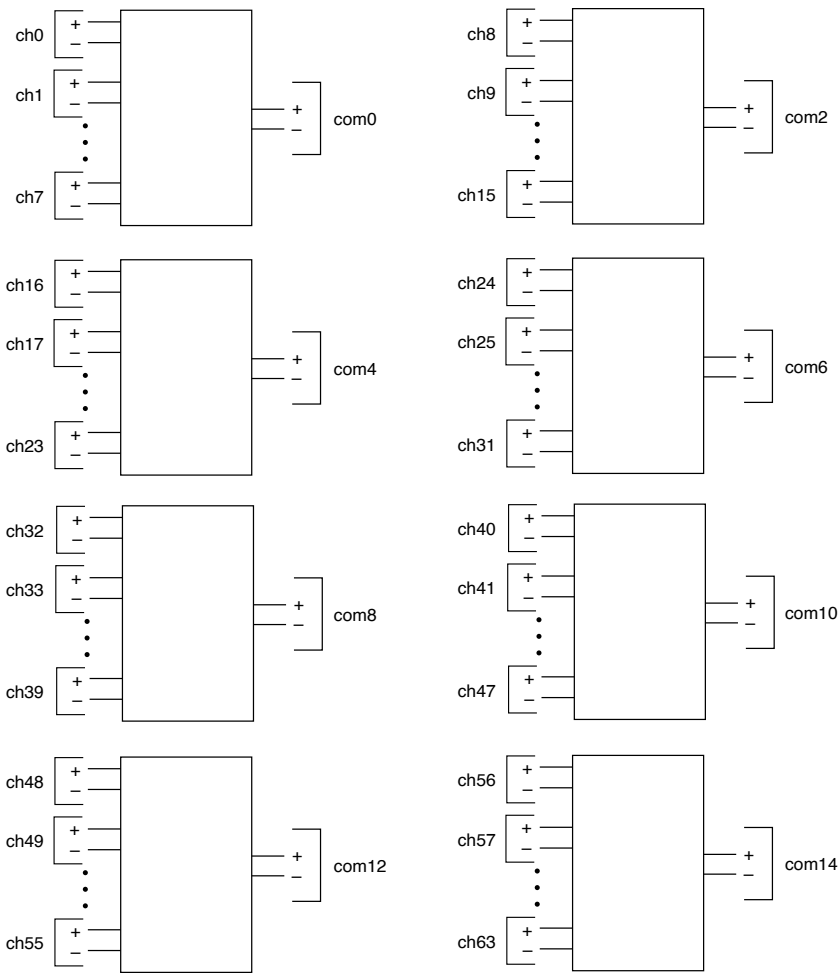 ch0
+
−
ch1
+
−
ch7
+
−
+
−
com0
ch8
+
−
ch9
+
−
ch15
+
−
+
−
com2
ch16
+
−
ch17
+
−
ch23
+
−
+
−
com4
ch24
+
−
ch25
+
−
ch31
+
−
+
−
com6
ch32
+
−
ch33
+
−
ch39
+
−
+
−
com8
ch40
+
−
ch41
+
−
ch47
+
−
+
−
com10
ch48
+
−
ch49
+
−
ch55
+
−
+
−
com12
ch56
+
−
ch57
+
−
ch63
+
−
+
−
com14